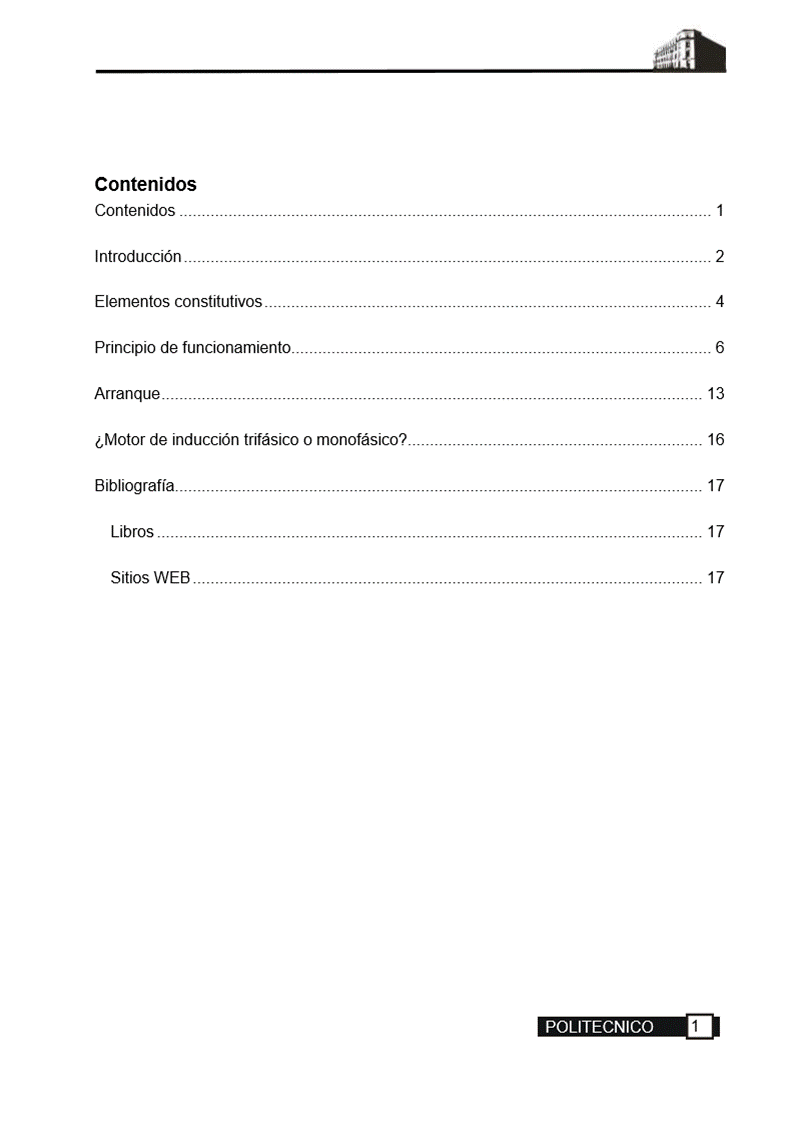 Contenidos
Contenidos ........................................................................................................................ 1
Introducción ...................................................................................................................... 2
Elementos constitutivos .................................................................................................... 4
Principio de funcionamiento .............................................................................................. 6
Arranque ......................................................................................................................... 13
¿Motor de inducción trifásico o monofásico? .................................................................. 16
Bibliografía ...................................................................................................................... 17
Libros .......................................................................................................................... 17
Sitios WEB .................................................................................................................. 17
POLITECNICO 1